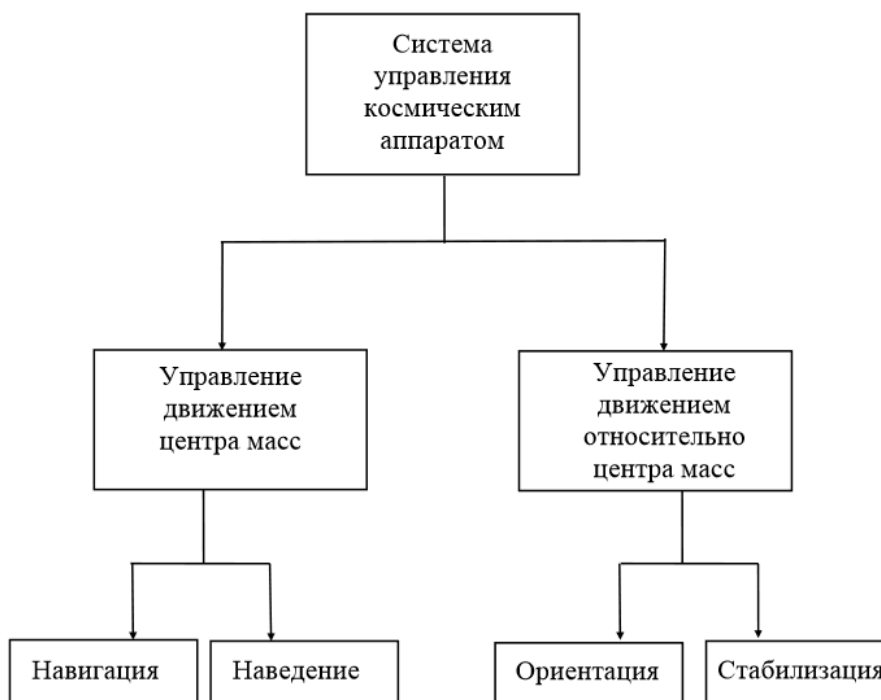 Система
управления
космическим
аппаратом
Управление
движением
центра масс
Управление
движением
относительно
центра масс
Навигация
Наведение
Ориентация
Стабилизация